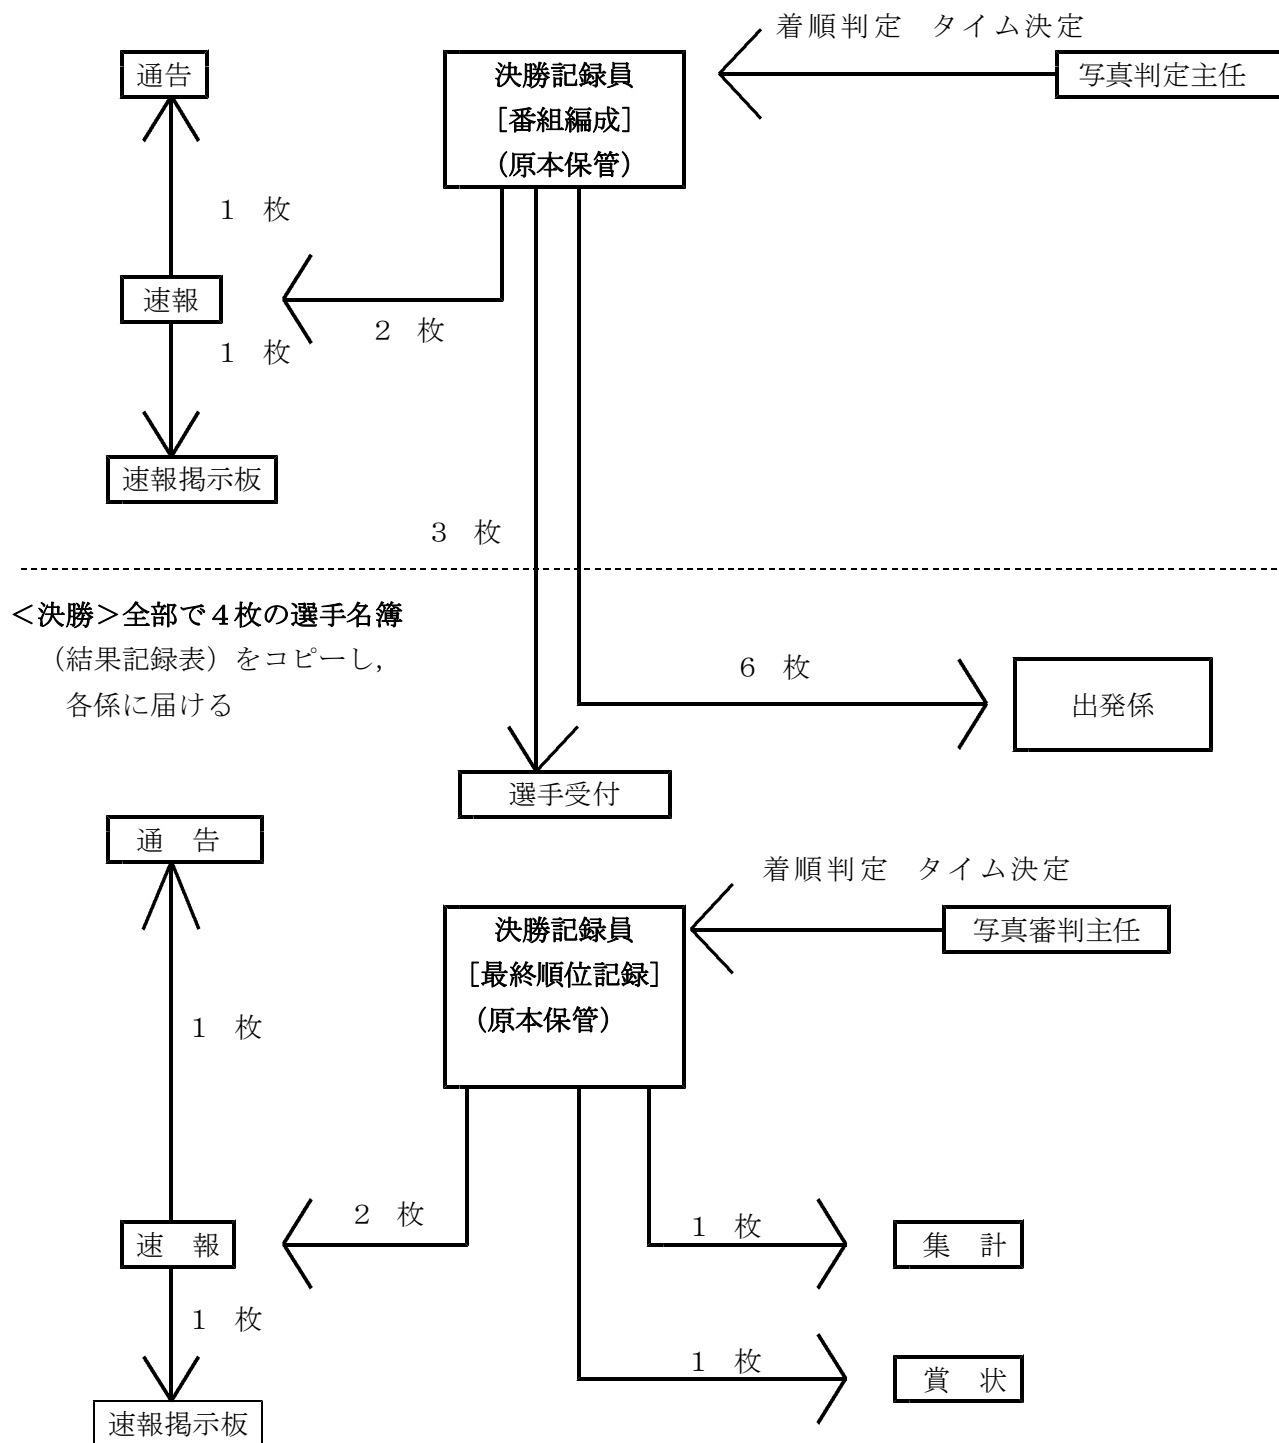 着順判定　タイム決定
通告
決勝記録員
［番組編成］
（原本保管）
写真判定主任
１　枚
速報
２　枚
１　枚
速報掲示板
３　枚
＜決勝＞全部で４枚の選手名簿
（結果記録表）をコピーし，
各係に届ける
６　枚
出発係
選手受付
通　告
着順判定　タイム決定
決勝記録員
［最終順位記録］
（原本保管）
写真審判主任
１　枚
２　枚
１　枚
速　報
集　計
１　枚
１　枚
賞　状
速報掲示板